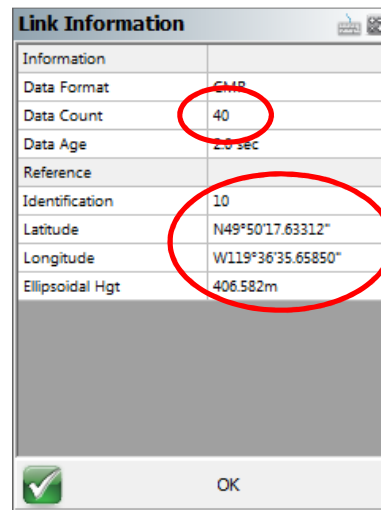 Link Information
Information
Data Format CMR
Data Count 40
Data Age 2.0 sec
Reference
Identification 10
Latitude N49°50'17.63312"
Longitude W119°36'35.65850"
Ellipsoidal Hgt 406.582m
OK